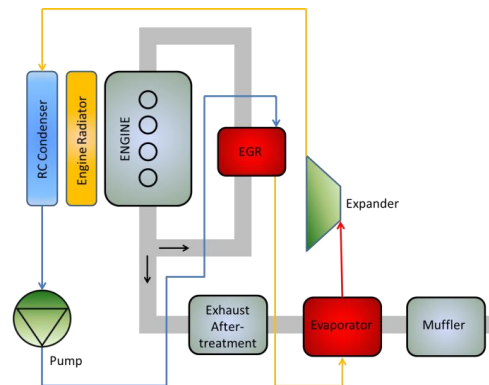 RC Condenser
Engine Radiator
ENGINE
EGR
Expander
Pump
Exhaust
After-
treatment
Evaporator
Muffler